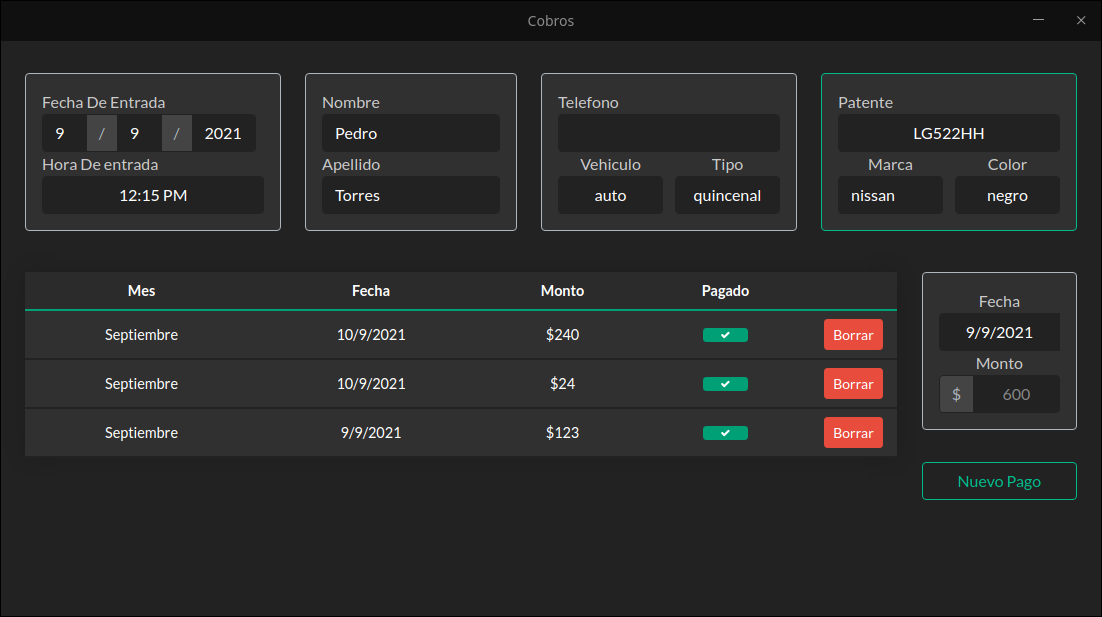 Cobros
Fecha De Entrada
9 / 9 / 2021
Hora De entrada
12:15 PM
Nombre
Pedro
Apellido
Torres
Telefono
Vehiculo Tipo
auto quincenal
Patente
LG522HH
Marca Color
nissan negro
Mes Fecha Monto Pagado
Septiembre 10/9/2021 $240 Borrar
Septiembre 10/9/2021 $24 Borrar
Septiembre 9/9/2021 $123 Borrar
Fecha
9/9/2021
Monto
$ 600
Nuevo Pago